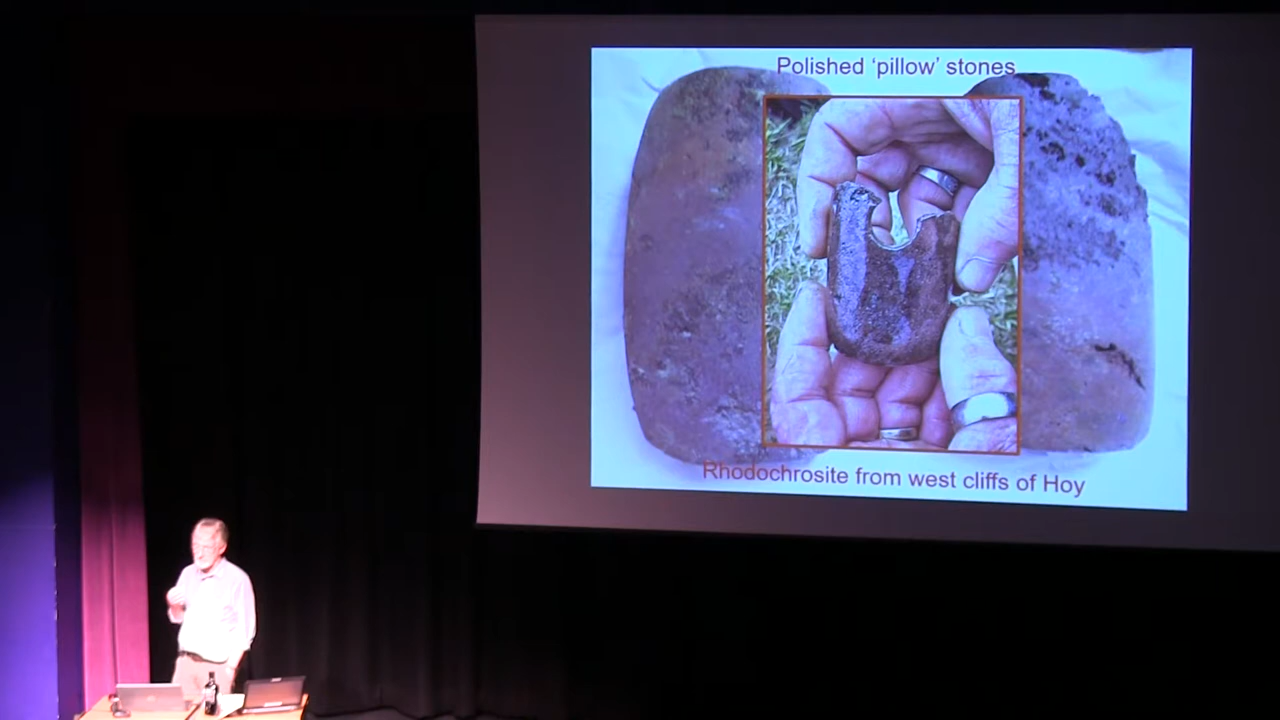 Polished ‘pillow’ stones
Rhodochrosite from west cliffs of Hoy